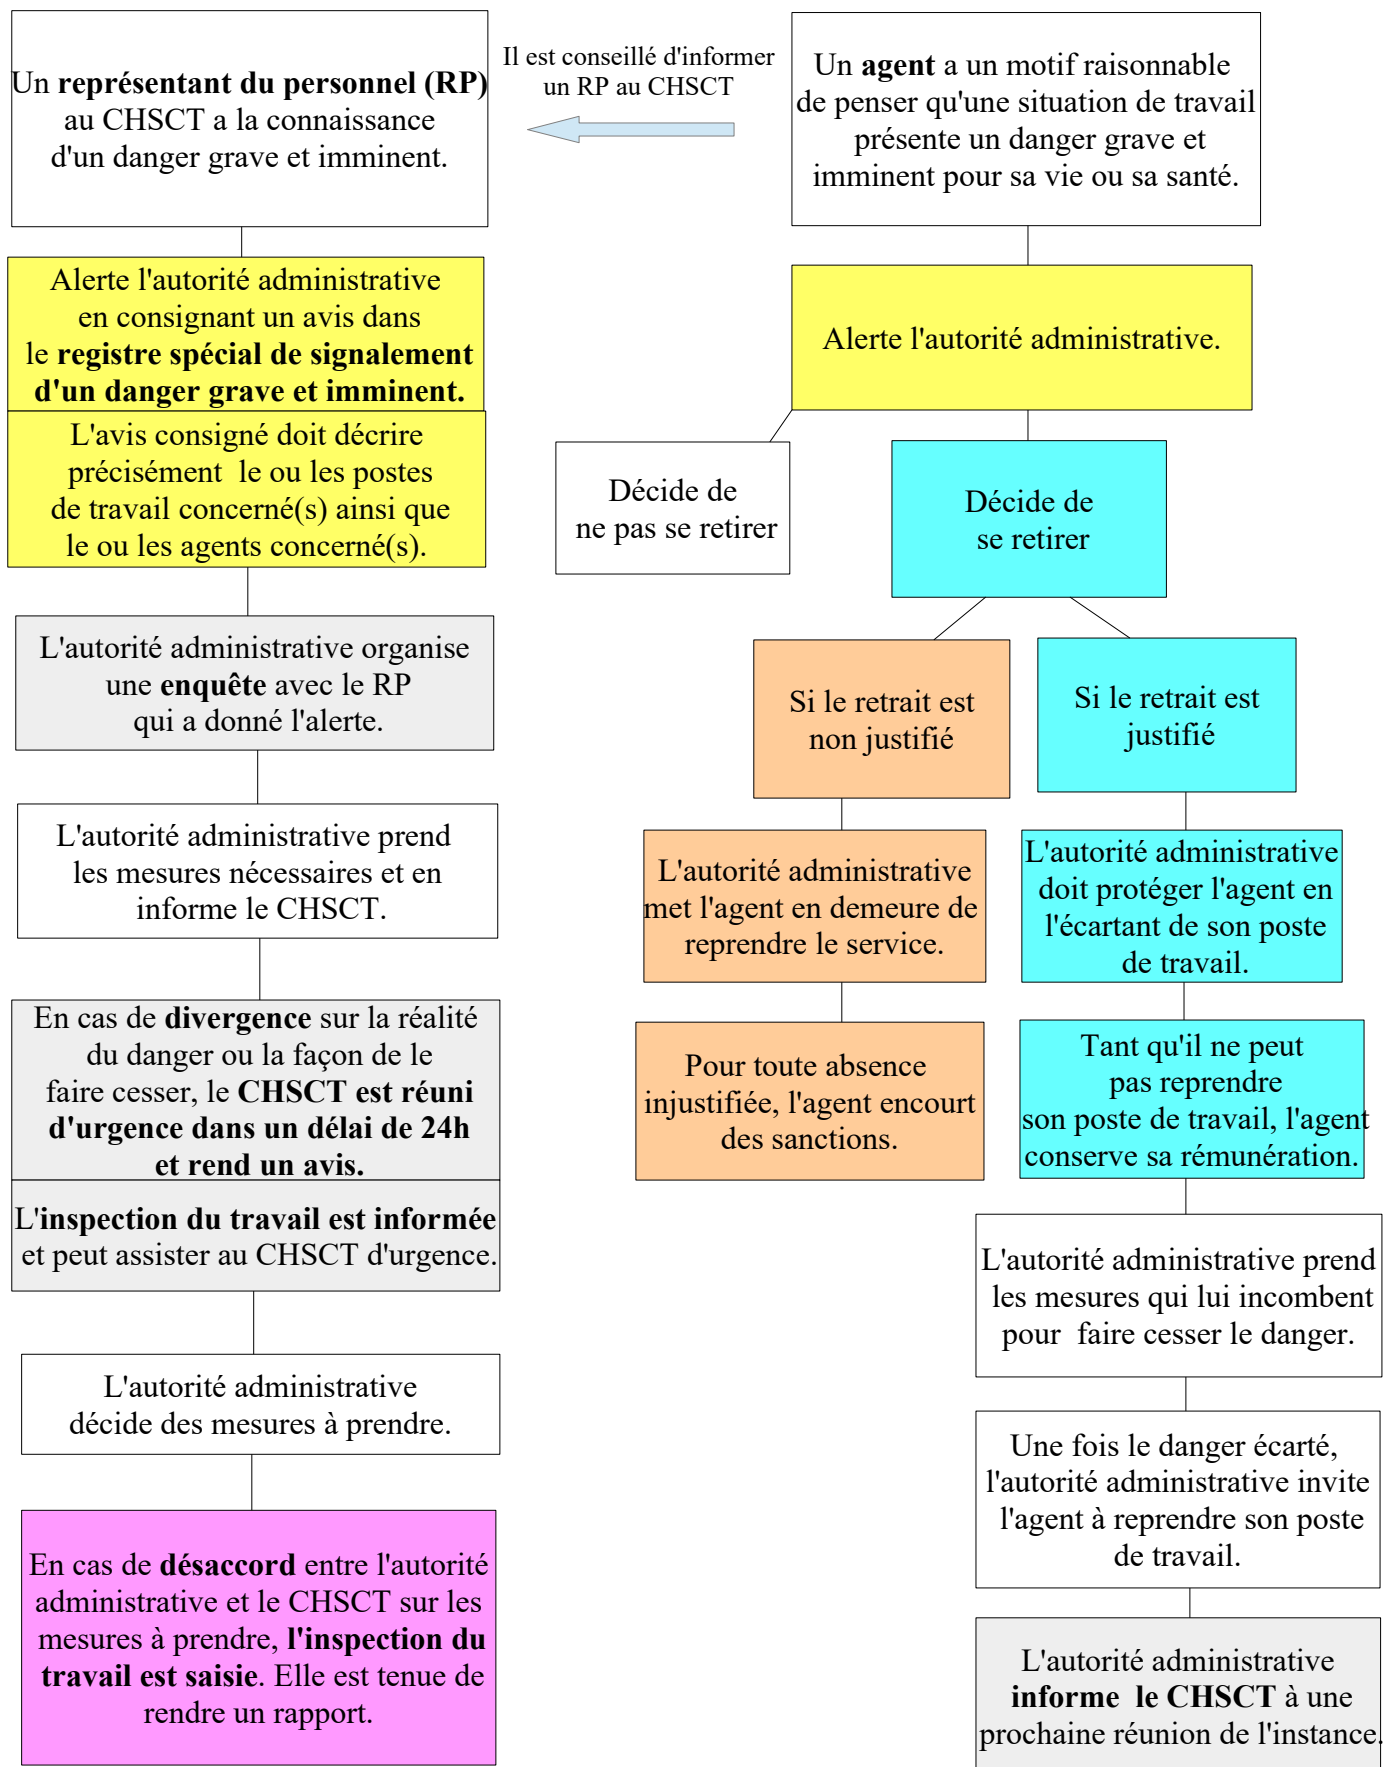 Un représentant du personnel (RP)
au CHSCT a la connaissance
d'un danger grave et imminent.
Il est conseillé d'informer
un RP au CHSCT
Un agent a un motif raisonnable
de penser qu'une situation de travail
présente un danger grave et
imminent pour sa vie ou sa santé.
Alerte l'autorité administrative
en consignant un avis dans
le registre spécial de signalement
d'un danger grave et imminent.
L'avis consigné doit décrire
précisément le ou les postes
de travail concerné(s) ainsi que
le ou les agents concerné(s).
L'autorité administrative organise
une enquête avec le RP
qui a donné l'alerte.
L'autorité administrative prend
les mesures nécessaires et en
informe le CHSCT.
En cas de divergence sur la réalité
du danger ou la façon de le
faire cesser, le CHSCT est réuni
d'urgence dans un délai de 24h
et rend un avis.
L'inspection du travail est informée
et peut assister au CHSCT d'urgence.
L'autorité administrative
décide des mesures à prendre.
En cas de désaccord entre l'autorité
administrative et le CHSCT sur les
mesures à prendre, l'inspection du
travail est saisie. Elle est tenue de
rendre un rapport.
Alerte l'autorité administrative.
Décide de
ne pas se retirer
Décide de
se retirer
Si le retrait est
non justifié
L'autorité administrative
met l'agent en demeure de
reprendre le service.
Pour toute absence
injustifiée, l'agent encourt
des sanctions.
Si le retrait est
justifié
L'autorité administrative
doit protéger l'agent en
l'écartant de son poste
de travail.
Tant qu'il ne peut
pas reprendre
son poste de travail, l'agent
conserve sa rémunération.
L'autorité administrative prend
les mesures qui lui incombent
pour faire cesser le danger.
Une fois le danger écarté,
l'autorité administrative invite
l'agent à reprendre son poste
de travail.
L'autorité administrative
informe le CHSCT à une
prochaine réunion de l'instance.